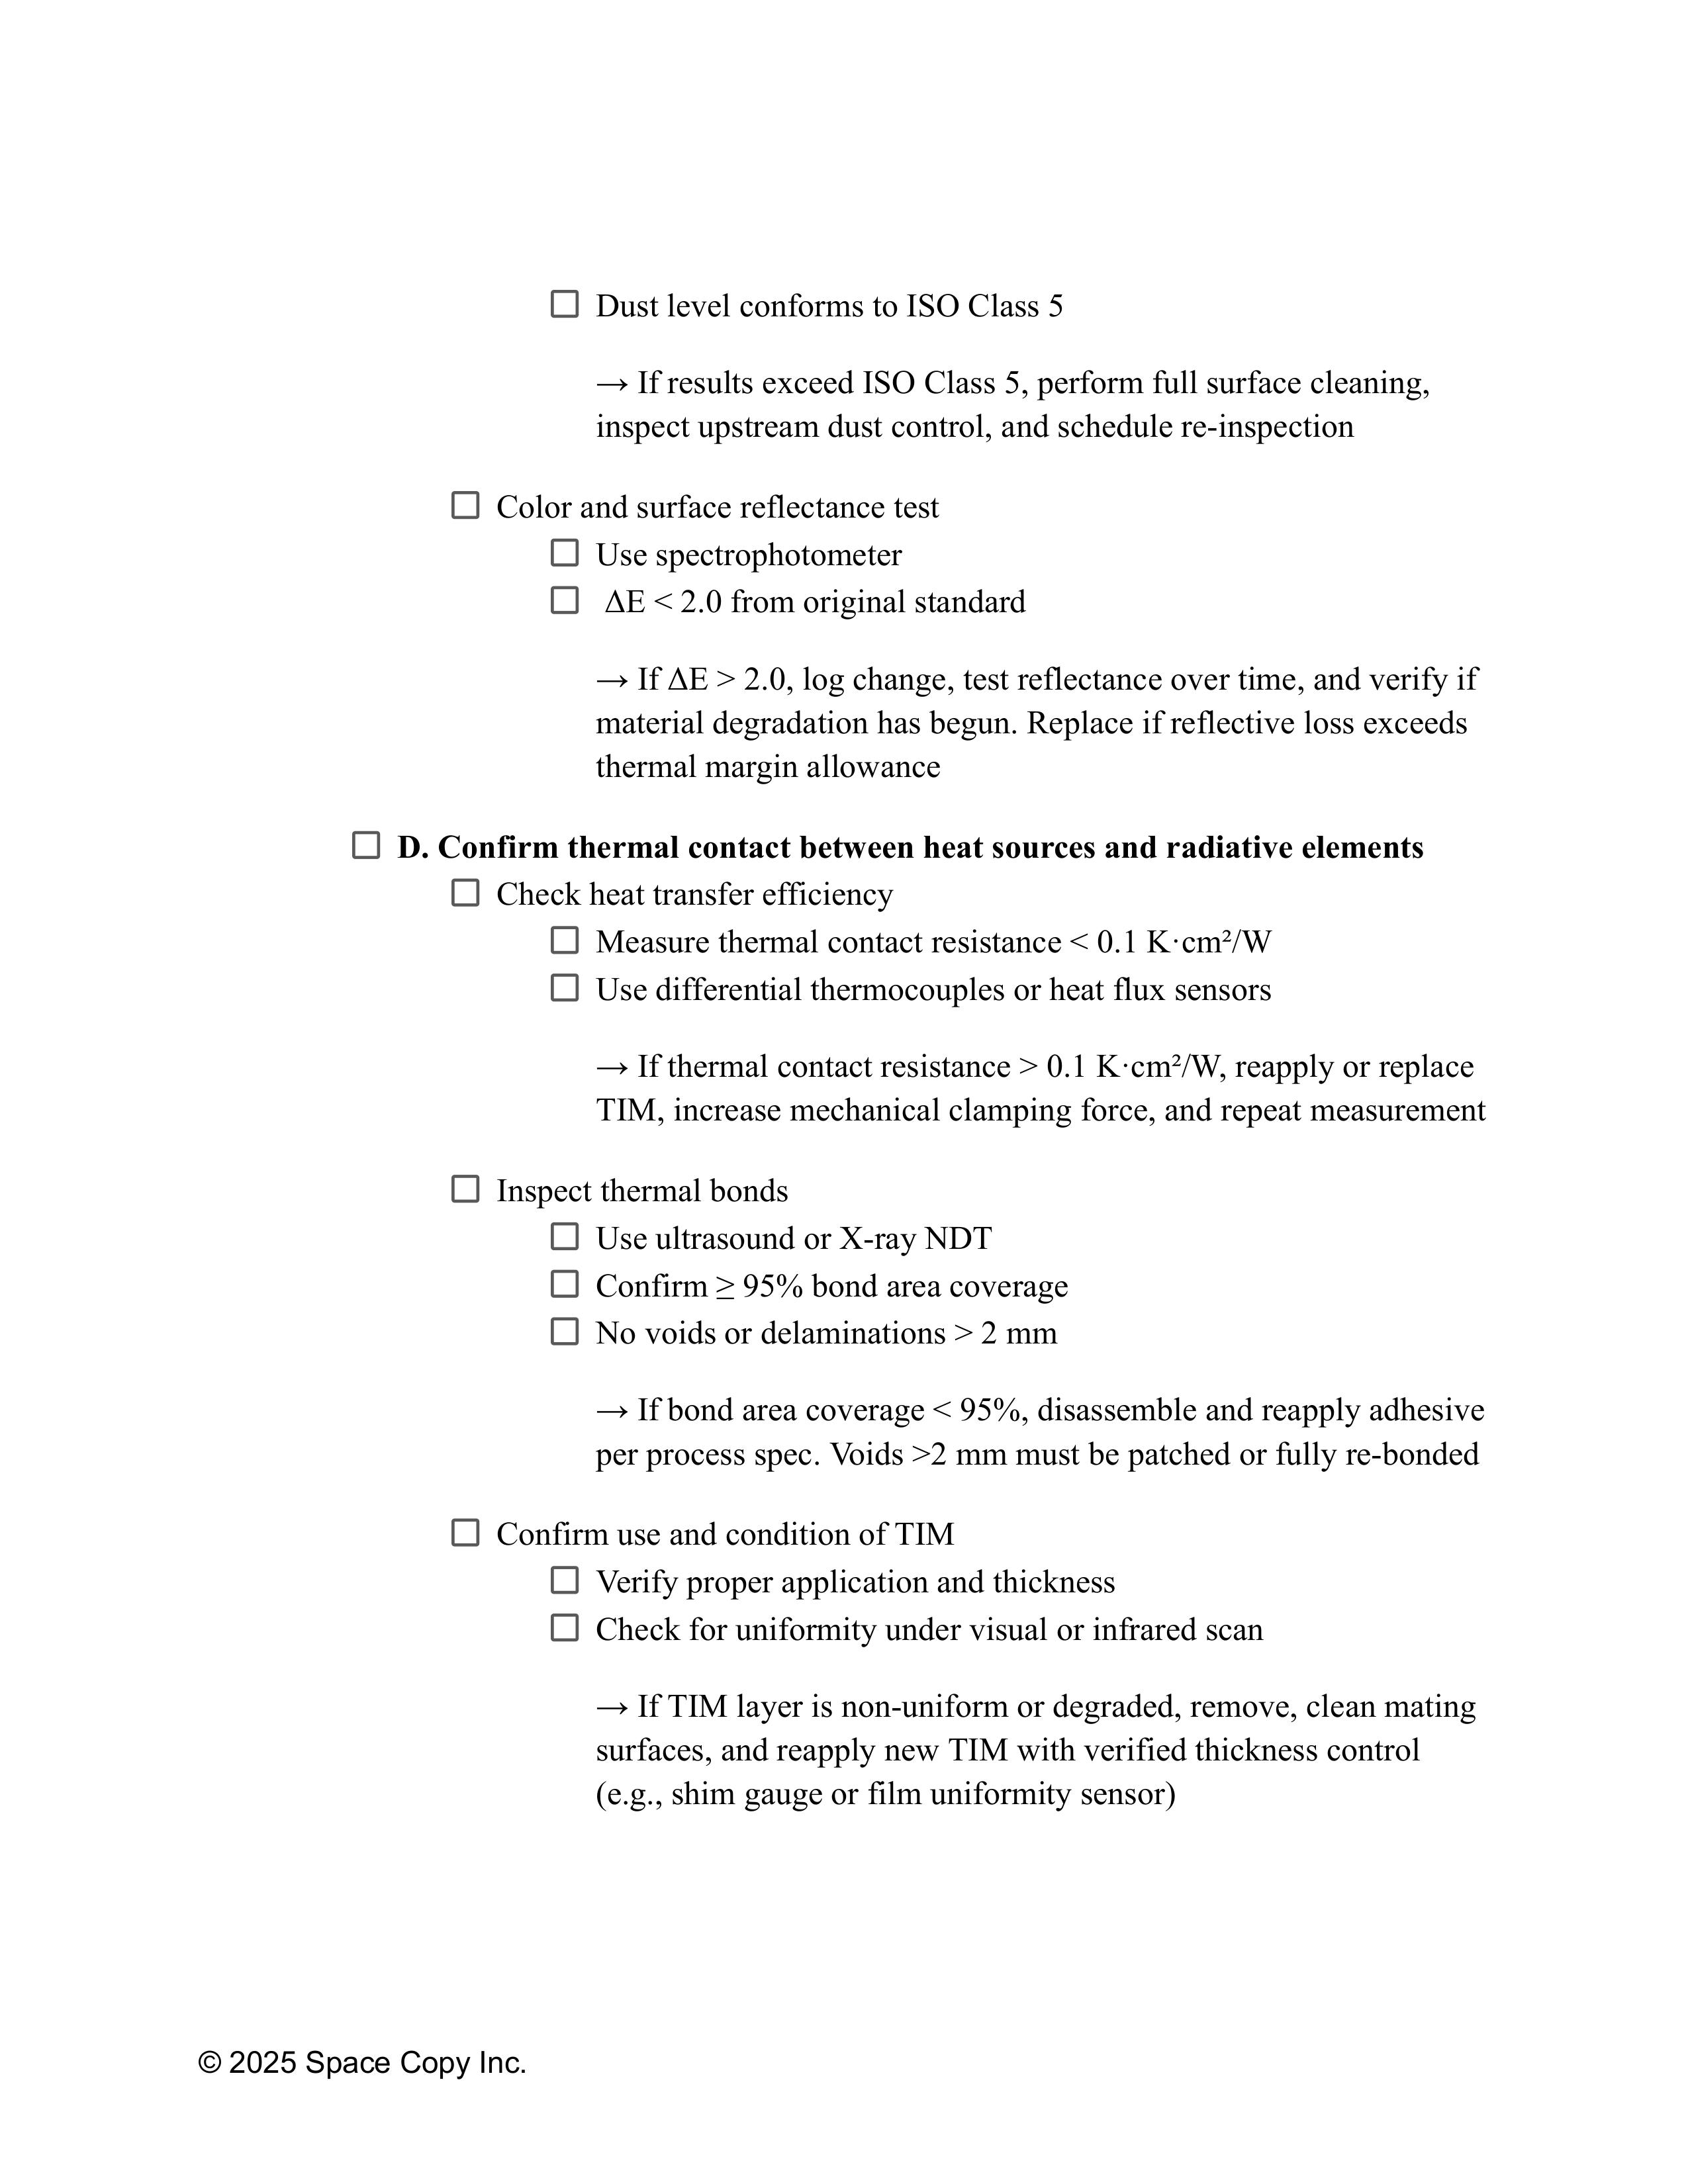 Dust level conforms to ISO Class 5
→ If results exceed ISO Class 5, perform full surface cleaning,
inspect upstream dust control, and schedule re-inspection
Color and surface reflectance test
Use spectrophotometer
ΔE < 2.0 from original standard
→ If ΔE > 2.0, log change, test reflectance over time, and verify if
material degradation has begun. Replace if reflective loss exceeds
thermal margin allowance
D. Confirm thermal contact between heat sources and radiative elements
Check heat transfer efficiency
Measure thermal contact resistance < 0.1 K·cm²/W
Use differential thermocouples or heat flux sensors
→ If thermal contact resistance > 0.1 K·cm²/W, reapply or replace
TIM, increase mechanical clamping force, and repeat measurement
Inspect thermal bonds
Use ultrasound or X-ray NDT
Confirm ≥ 95% bond area coverage
No voids or delaminations > 2 mm
→ If bond area coverage < 95%, disassemble and reapply adhesive
per process spec. Voids >2 mm must be patched or fully re-bonded
Confirm use and condition of TIM
Verify proper application and thickness
Check for uniformity under visual or infrared scan
→ If TIM layer is non-uniform or degraded, remove, clean mating
surfaces, and reapply new TIM with verified thickness control
(e.g., shim gauge or film uniformity sensor)
© 2025 Space Copy Inc.